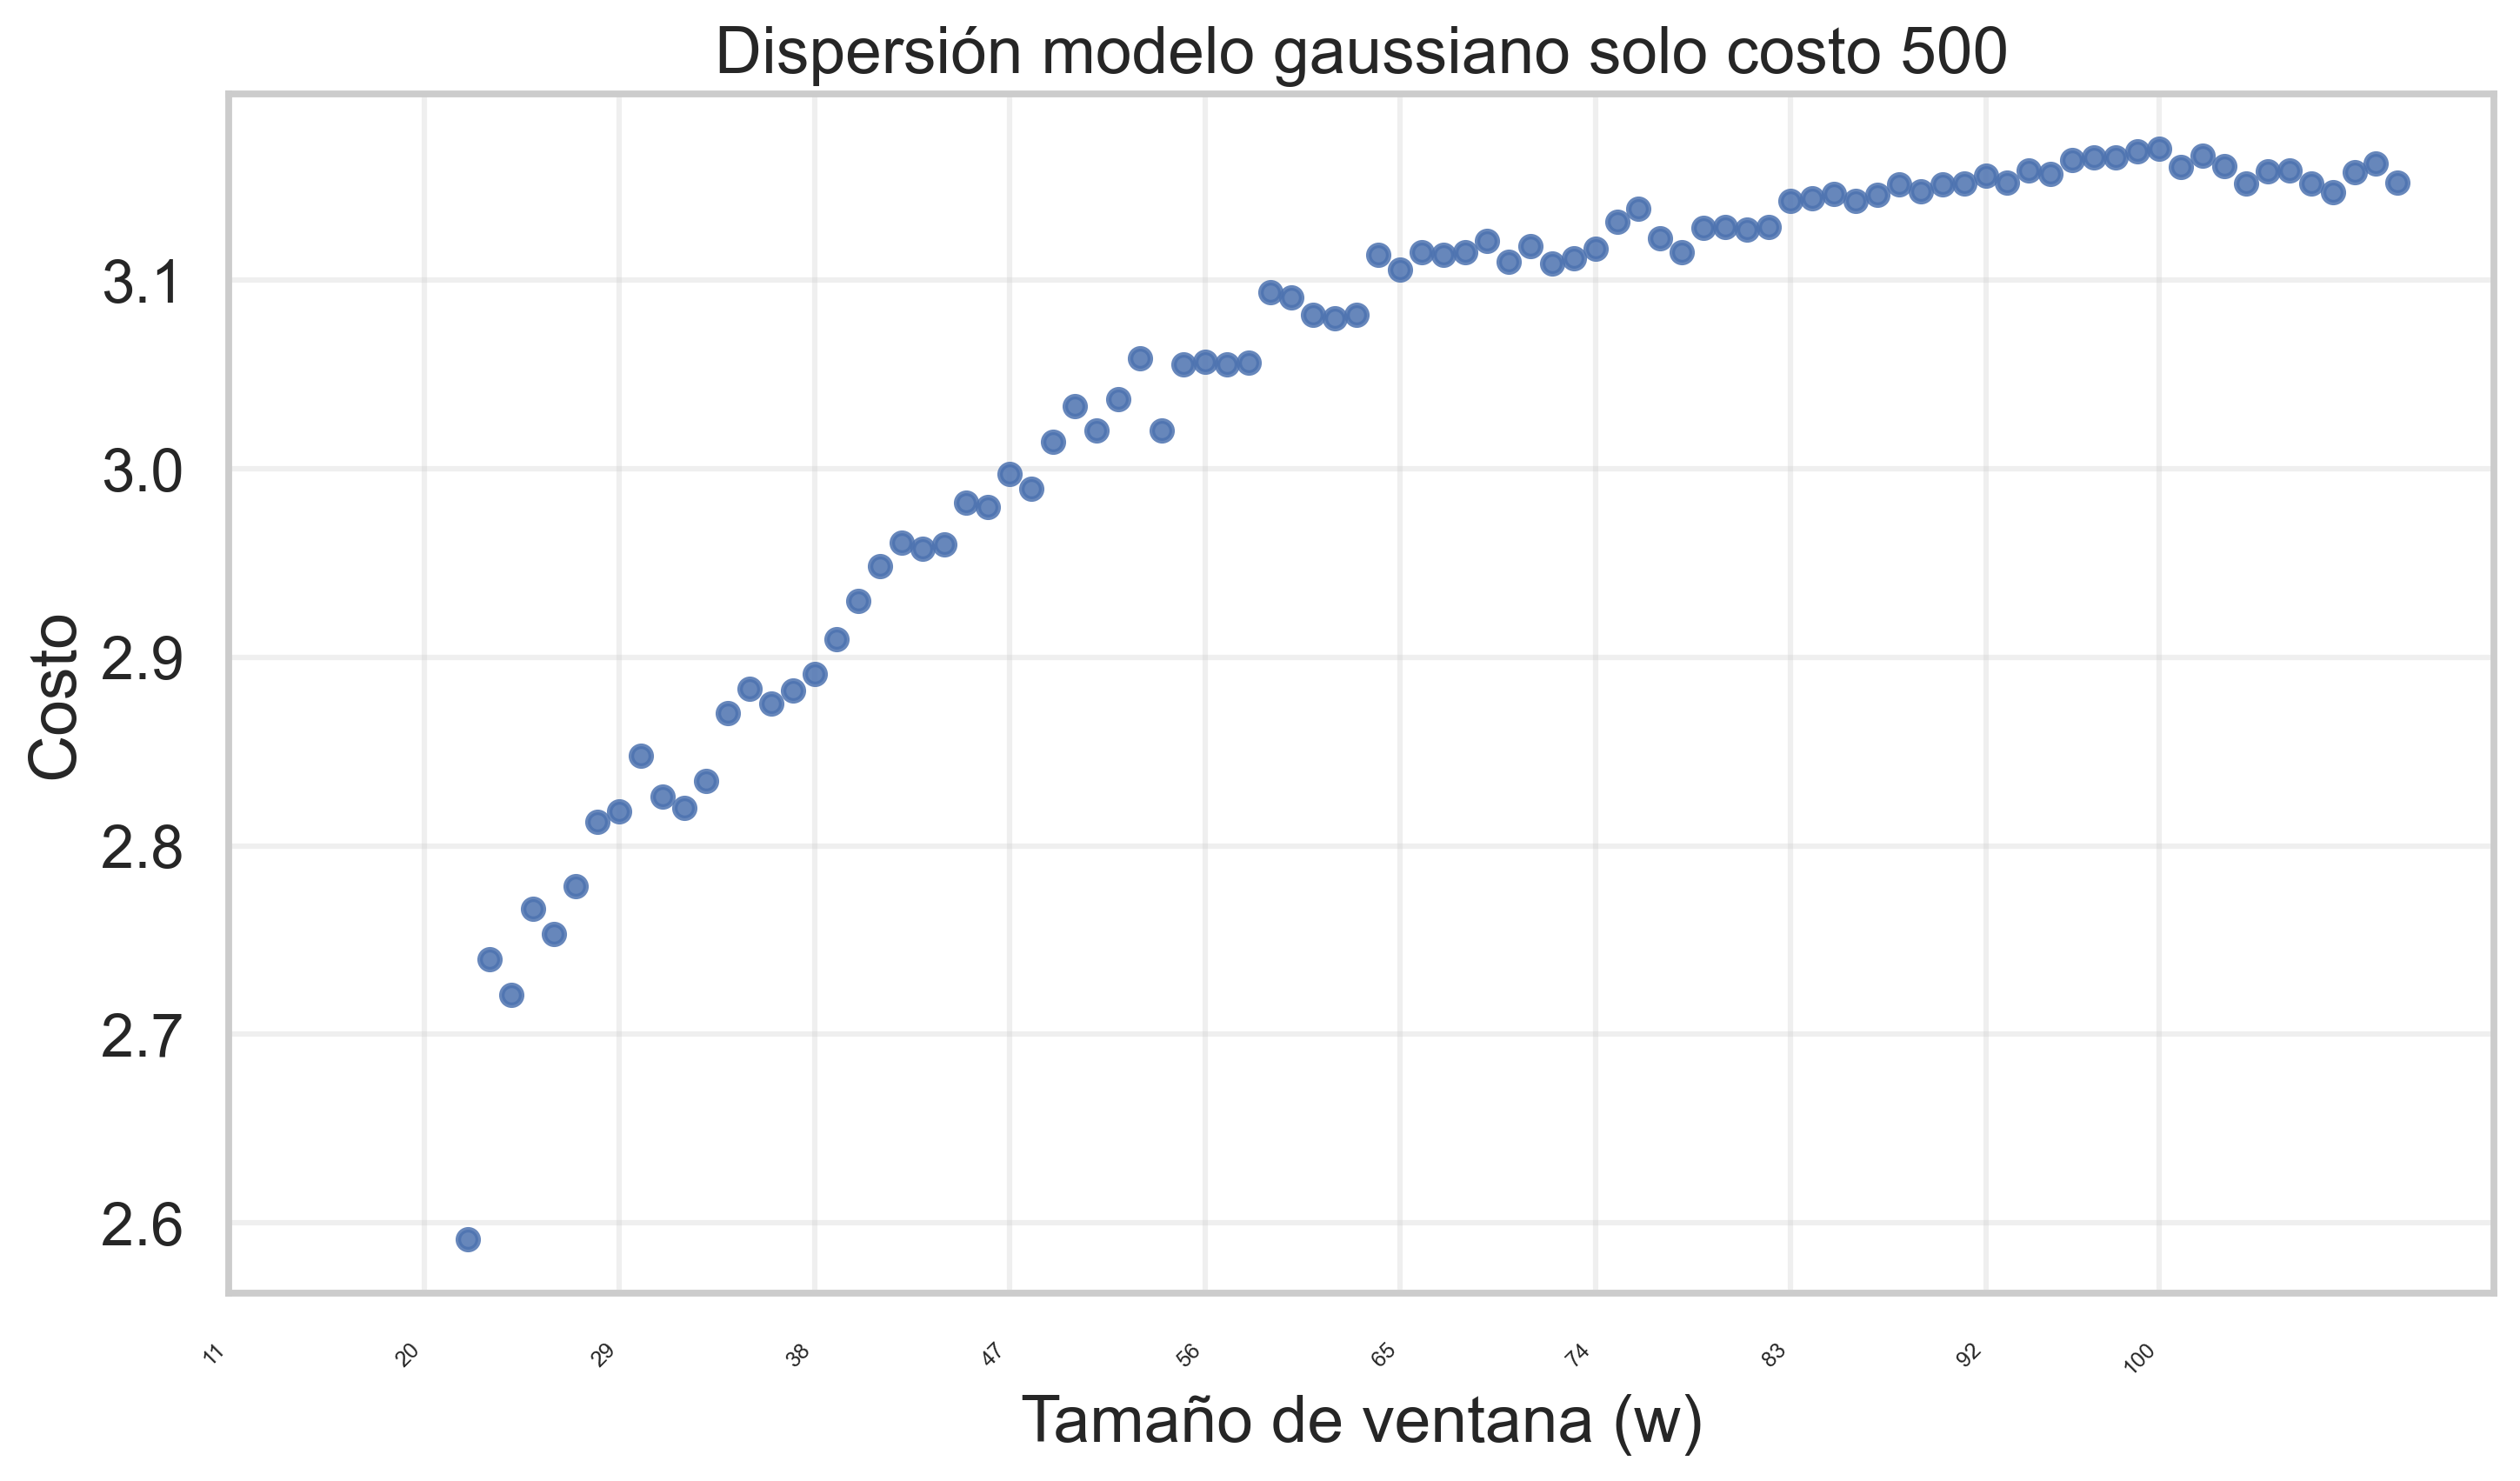 Dispersión modelo gaussiano solo costo 500
Costo
3.1
3.0
2.9
2.8
2.7
2.6
11 20 29 38 47 56 65 74 83 92 100
Tamaño de ventana (w)